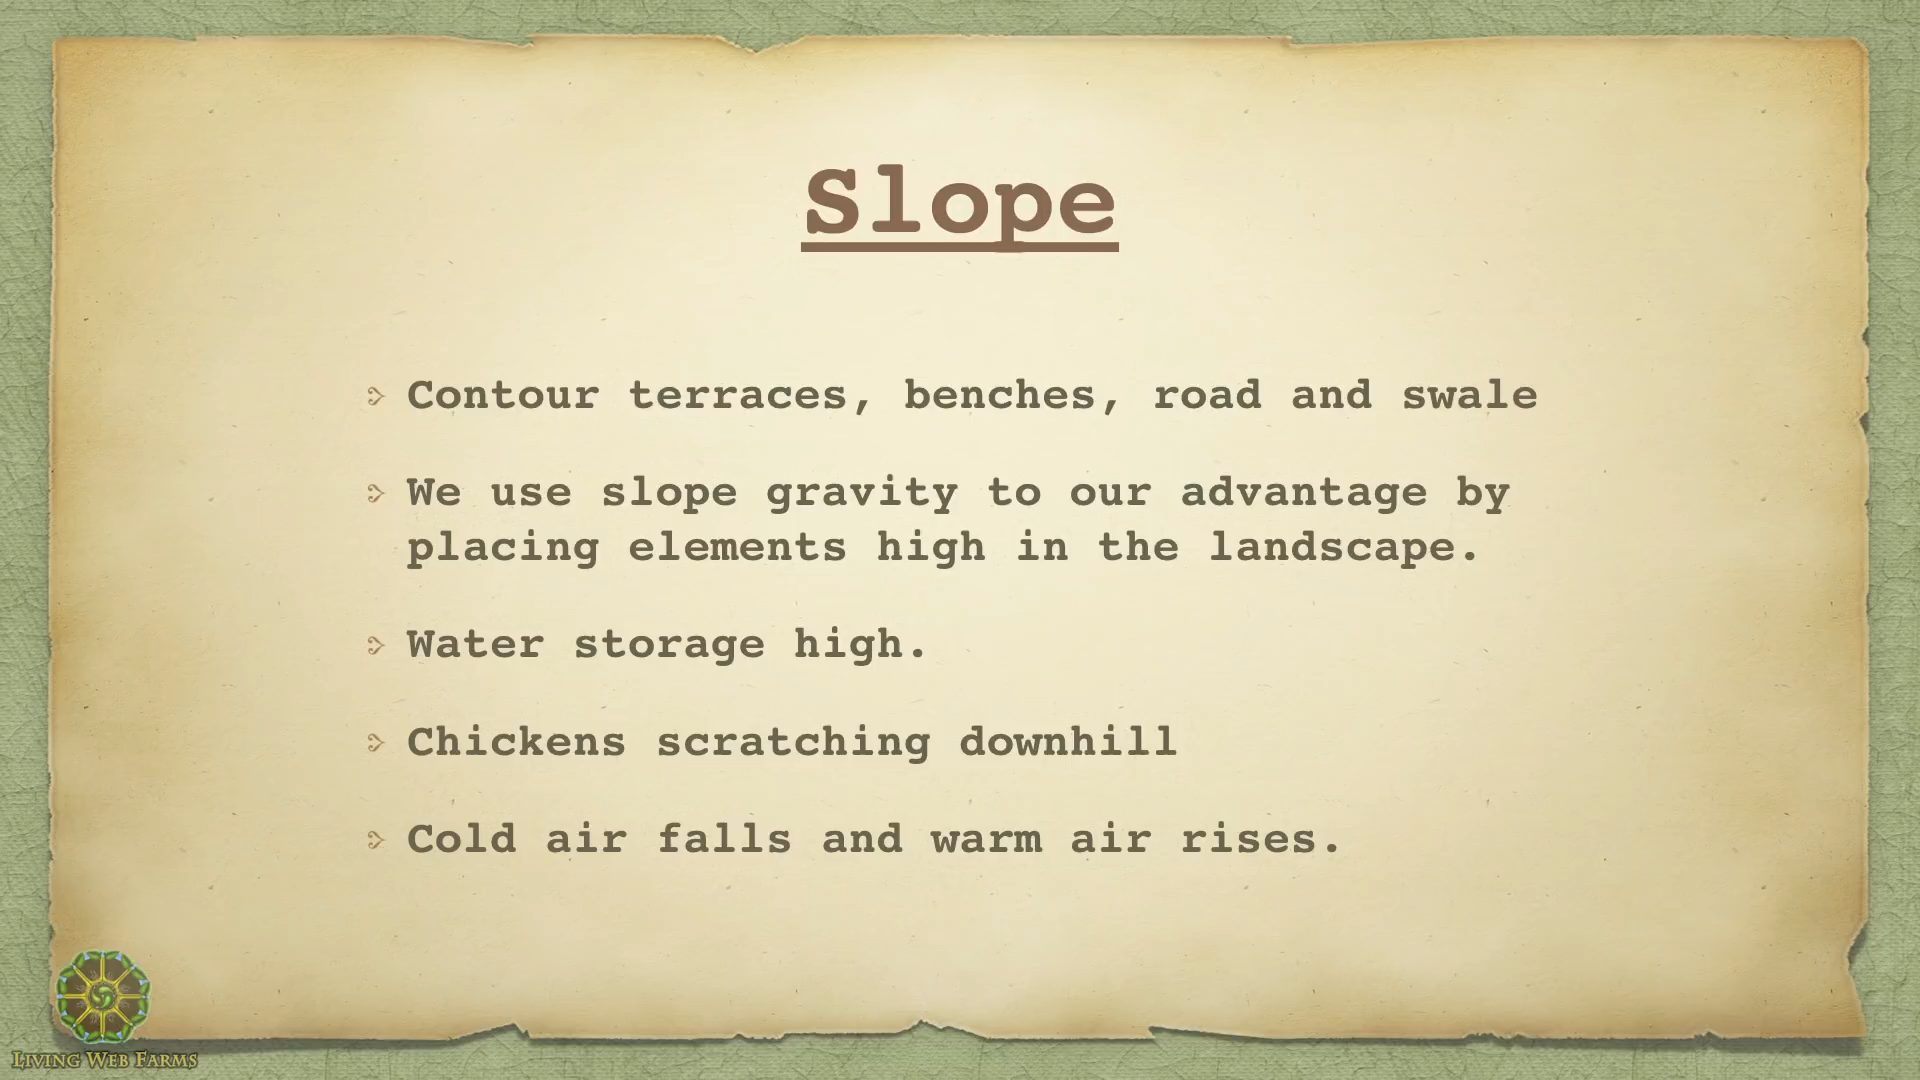 Slope
Contour terraces, benches, road and swale
We use slope gravity to our advantage by
placing elements high in the landscape.
Water storage high.
Chickens scratching downhill
Cold air falls and warm air rises.
Living Web Farms